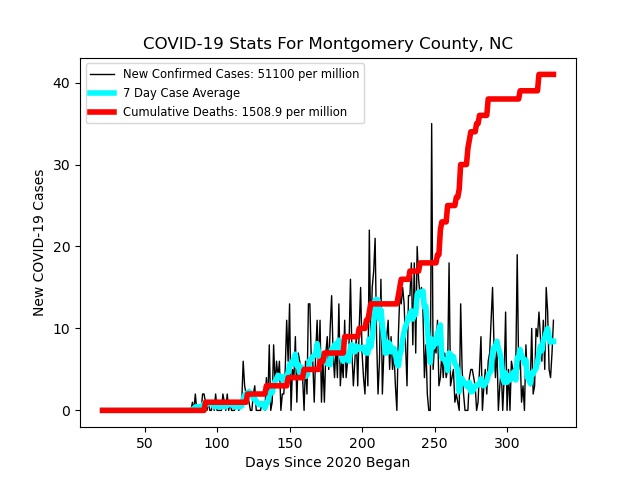 COVID-19 Stats For Montgomery County, NC
New Confirmed Cases: 51100 per million
7 Day Case Average
Cumulative Deaths: 1508.9 per million
New COVID-19 Cases
40
30
20
10
0
50 100 150 200 250 300
Days Since 2020 Began